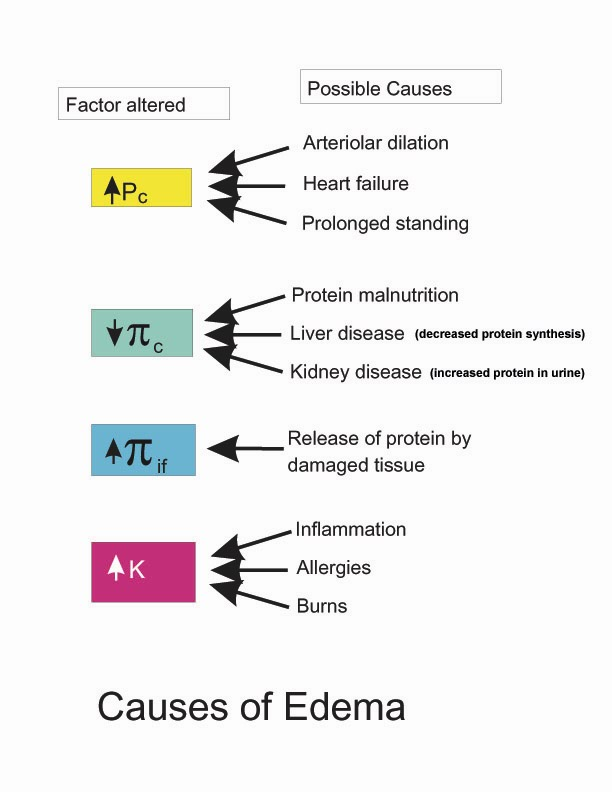 Factor altered
Possible Causes
↑Pc
Arteriolar dilation
Heart failure
Prolonged standing
↓πc
Protein malnutrition
Liver disease (decreased protein synthesis)
Kidney disease (increased protein in urine)
↑πif
Release of protein by
damaged tissue
↑K
Inflammation
Allergies
Burns
Causes of Edema